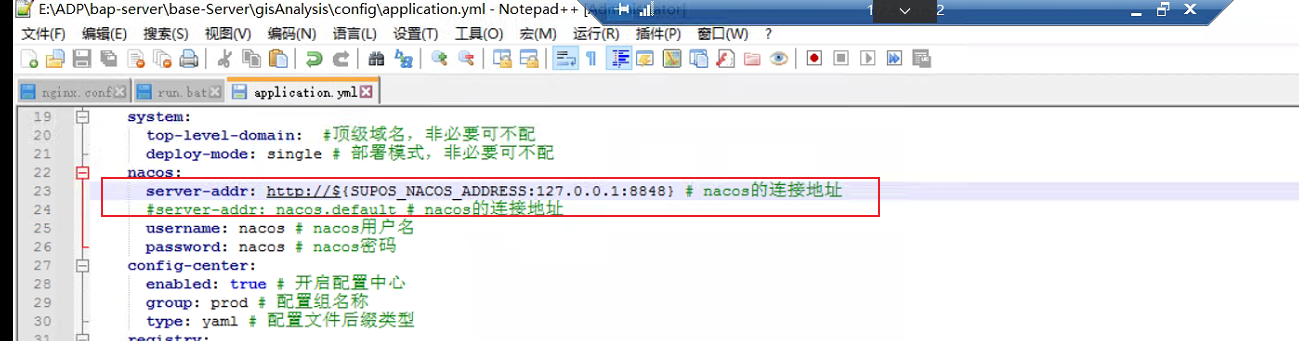 E:\ADP\bap-server\base-Server\gisAnalysis\config\application.yml - Notepad++ [Ad
文件(F) 编辑(E) 搜索(S) 视图(V) 编码(N) 语言(L) 设置(T) 工具(O) 宏(M) 运行(R) 插件(P) 窗口(W) ?
nginx.conf run.bat application.yml
19 system:
20 top-level-domain: #顶级域名，非必要可不配
21 deploy-mode: single # 部署模式，非必要可不配
22 nacos:
23 server-addr: http://${SUPOS_NACOS_ADDRESS:127.0.0.1:8848} # nacos的连接地址
24 #server-addr: nacos.default # nacos的连接地址
25 username: nacos # nacos用户名
26 password: nacos # nacos密码
27 config-center:
28 enabled: true # 开启配置中心
29 group: prod # 配置组名称
30 type: yaml # 配置文件后缀类型
31 registry: